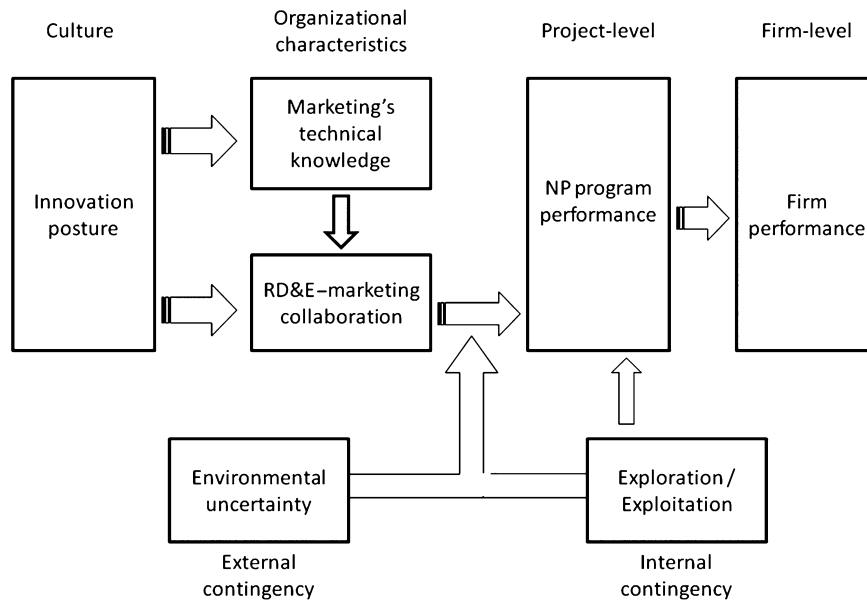 Culture
Organizational
characteristics
Project-level
Firm-level
Innovation
posture
Marketing's
technical
knowledge
RD&E–marketing
collaboration
NP program
performance
Firm
performance
Environmental
uncertainty
External
contingency
Exploration /
Exploitation
Internal
contingency